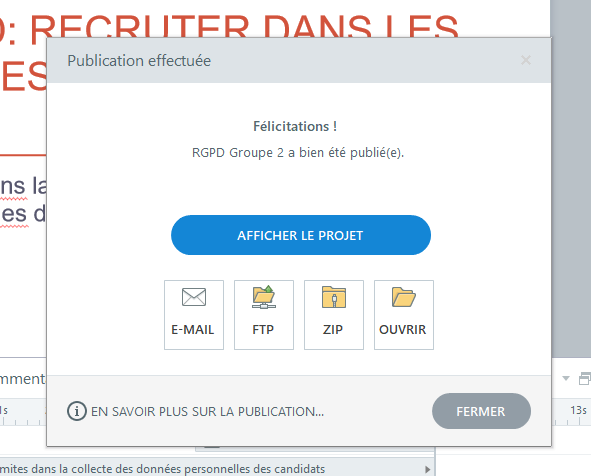 D: RECRUTER DANS LES
ES
Publication effectuée
Félicitations !
RGPD Groupe 2 a bien été publié(e).
ns la
es d
AFFICHER LE PROJET
E-MAIL FTP ZIP OUVRIR
mment
1s 13s
EN SAVOIR PLUS SUR LA PUBLICATION...
FERMER
mites dans la collecte des données personnelles des candidats